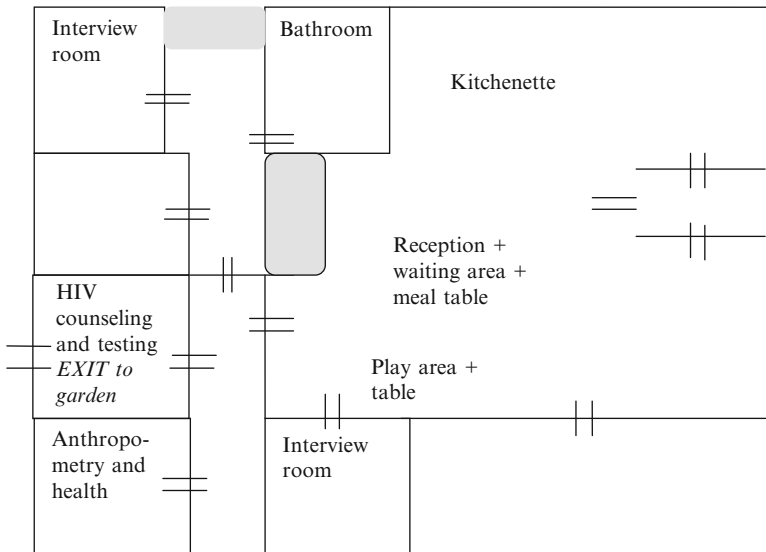 Interview
room
Bathroom
Kitchenette
Reception +
waiting area +
meal table
HIV
counseling
and testing
EXIT to
garden
Play area +
table
Anthropo-
metry and
health
Interview
room